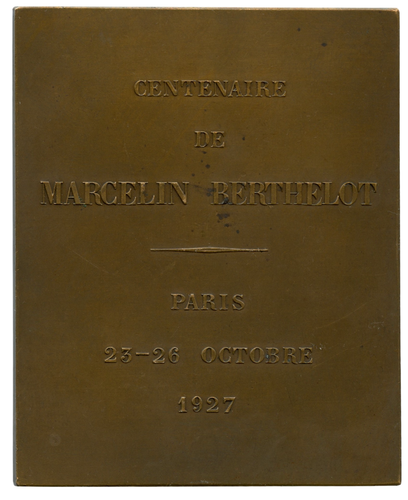 CENTENAIRE
DE
MARCELIN BERTHELOT
PARIS
23-26 OCTOBRE
1927